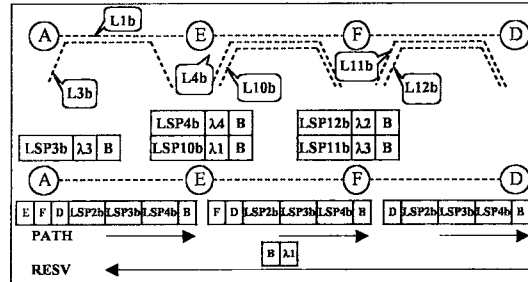 L1b
A E F D
L3b L4b L10b L11b L12b
LSP4b λ4 B LSP12b λ2 B
LSP3b λ3 B LSP10b λ1 B LSP11b λ3 B
A E F D
E F D LSP2b LSP3b LSP4b B F D LSP2b LSP3b LSP4b B D LSP2b LSP3b LSP4b B
PATH
B λ1
RESV